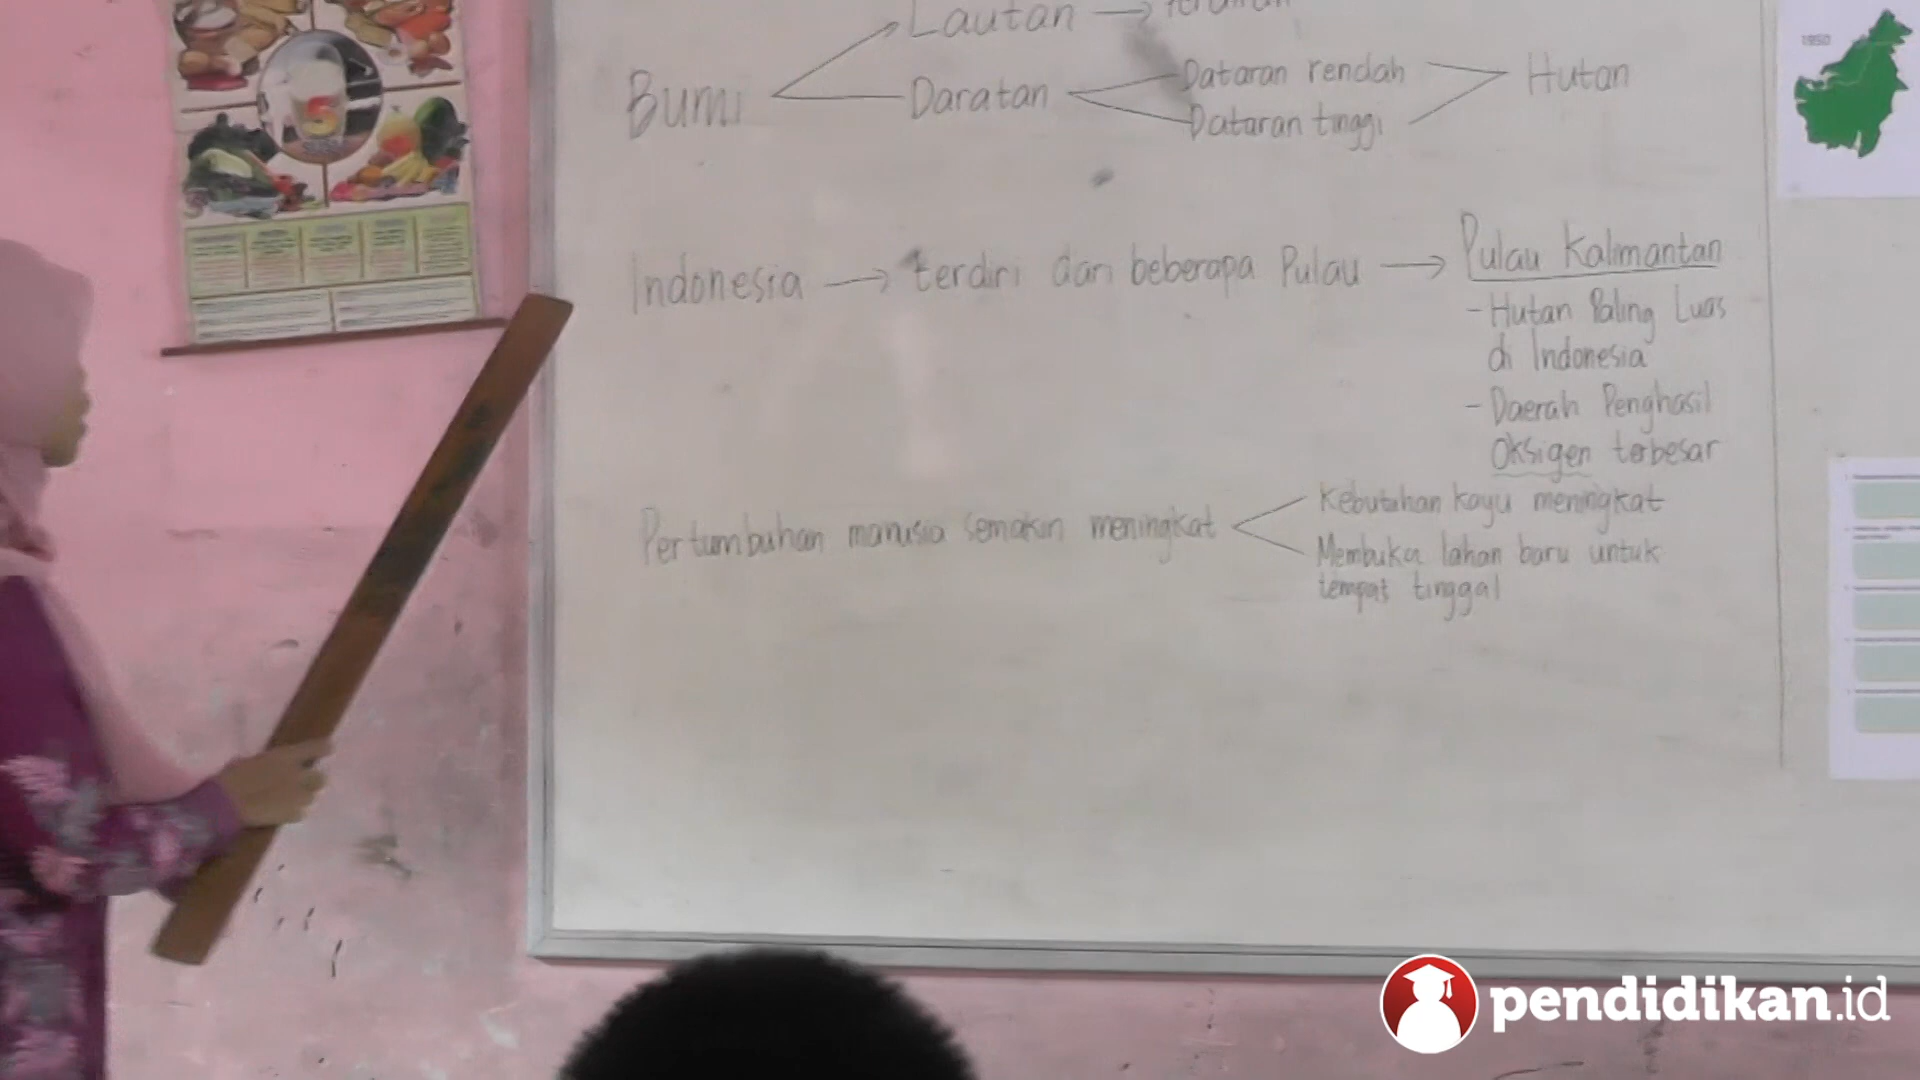 Lautan →
Bumi
Daratan
Dataran rendah
Dataran tinggi
Hutan
Indonesia → terdiri dari beberapa Pulau → Pulau Kalimantan
- Hutan Paling Luas
di Indonesia
- Daerah Penghasil
Oksigen terbesar
Pertumbuhan manusia semakin meningkat
Kebutuhan kayu meningkat
Membuka lahan baru untuk
tempat tinggal
1950
5
pendidikan.id